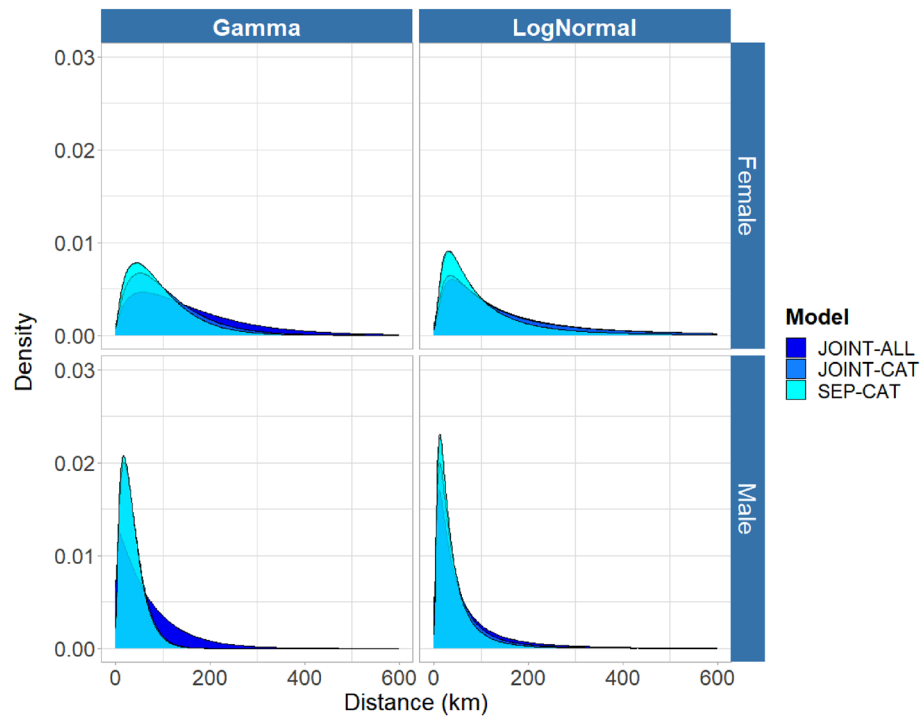 Gamma
LogNormal
0.03
0.02
0.01
0.00
Female
0.03
0.02
0.01
0.00
Male
Density
0
200
400
600
0
200
400
600
Distance (km)
Model
JOINT-ALL
JOINT-CAT
SEP-CAT